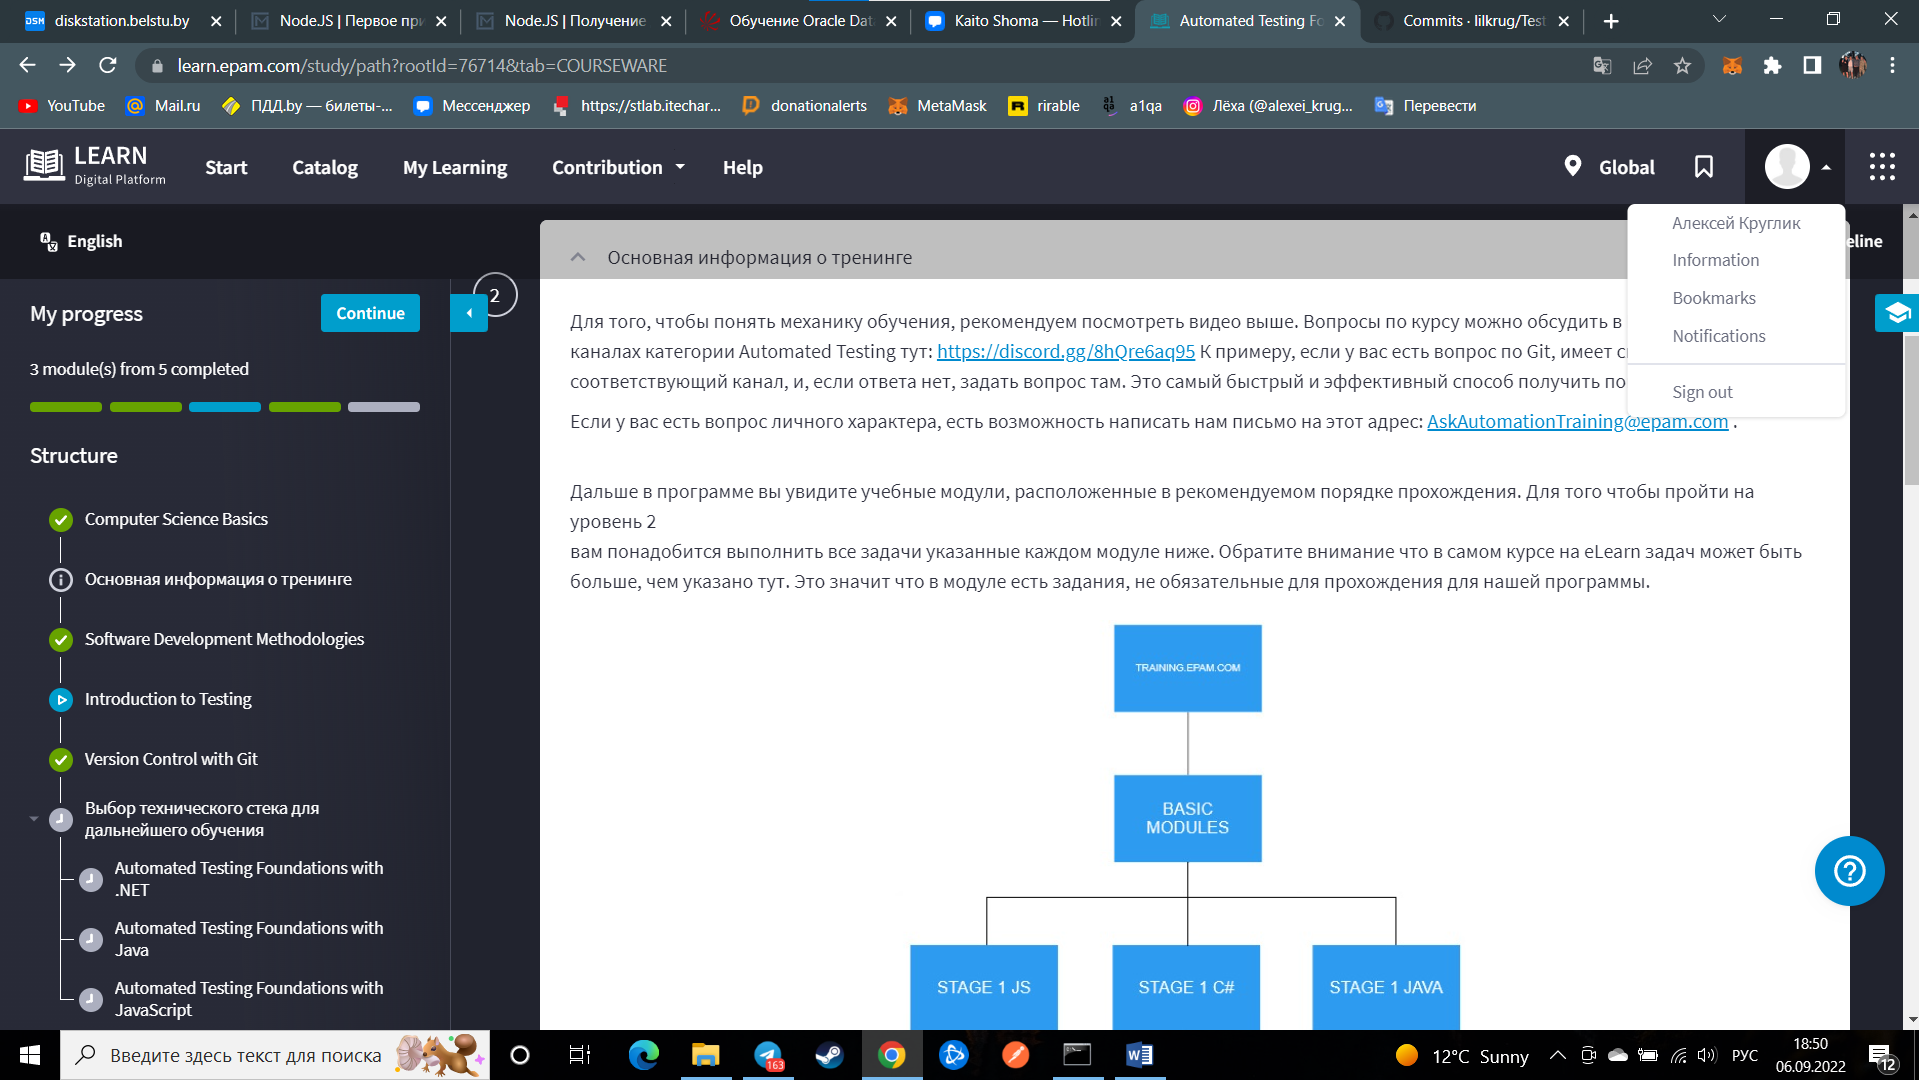 diskstation.belstu.by
NodeJS | Первое при
NodeJS | Получение
Обучение Oracle Dat
Kaito Shoma — Hotlin
Automated Testing Fo
Commits · lilkrug/Test
learn.epam.com/study/path?rootId=76714&tab=COURSEWARE
YouTube
Mail.ru
ПДД.by — билеты-...
Мессенджер
https://stlab.itechar...
donationalerts
MetaMask
rirable
a1qa
Лёха (@alexei_krug...
Перевести
LEARN
Digital Platform
Start
Catalog
My Learning
Contribution
Help
Global
English
Основная информация о тренинге
eline
Алексей Круглик
Information
Bookmarks
Notifications
Sign out
My progress
Continue
2
3 module(s) from 5 completed
Structure
Computer Science Basics
Основная информация о тренинге
Software Development Methodologies
Introduction to Testing
Version Control with Git
Выбор технического стека для
дальнейшего обучения
Automated Testing Foundations with
.NET
Automated Testing Foundations with
Java
Automated Testing Foundations with
JavaScript
Для того, чтобы понять механику обучения, рекомендуем посмотреть видео выше. Вопросы по курсу можно обсудить в
каналах категории Automated Testing тут: https://discord.gg/8hQre6aq95 К примеру, если у вас есть вопрос по Git, имеет с
соответствующий канал, и, если ответа нет, задать вопрос там. Это самый быстрый и эффективный способ получить по
Если у вас есть вопрос личного характера, есть возможность написать нам письмо на этот адрес: AskAutomationTraining@epam.com .
Дальше в программе вы увидите учебные модули, расположенные в рекомендуемом порядке прохождения. Для того чтобы пройти на
уровень 2
вам понадобится выполнить все задачи указанные каждом модуле ниже. Обратите внимание что в самом курсе на eLearn задач может быть
больше, чем указано тут. Это значит что в модуле есть задания, не обязательные для прохождения для нашей программы.
TRAINING.EPAM.COM
BASIC
MODULES
STAGE 1 JS
STAGE 1 C#
STAGE 1 JAVA
Введите здесь текст для поиска
163
12°C Sunny
РУС
18:50
06.09.2022
12